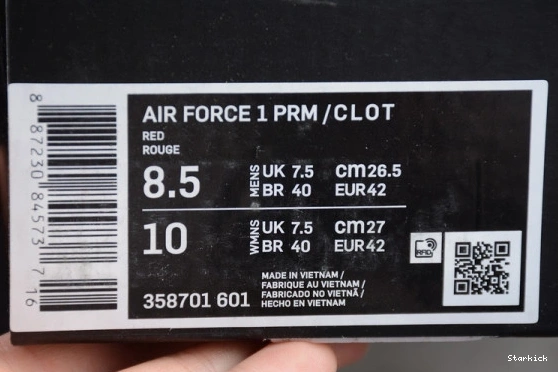 AIR FORCE 1 PRM /CLOT
RED
ROUGE
8.5 MENS UK 7.5 cm26.5
BR 40 EUR42
10 WMNS UK 7.5 cm27
BR 40 EUR42
RFID
358701 601
MADE IN VIETNAM /
FABRIQUE AU VIETNAM /
FABRICADO NO VIETNÃ /
HECHO EN VIETNAM
8 87230 84573 7 16
Starkick